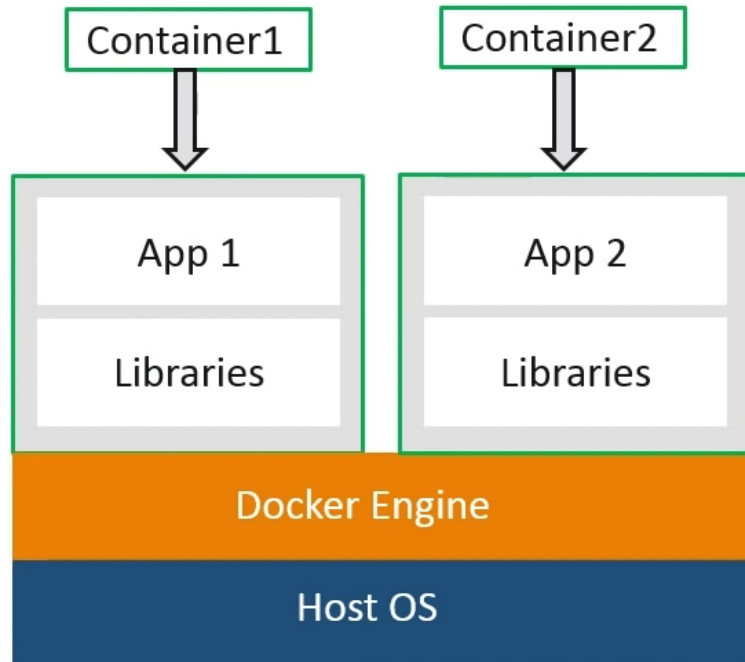 Container1
Container2
App 1
Libraries
App 2
Libraries
Docker Engine
Host OS